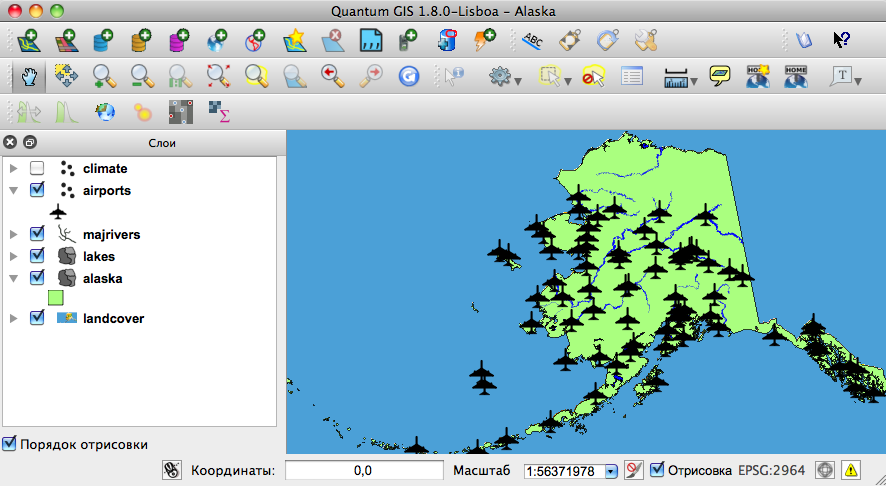 Quantum GIS 1.8.0-Lisboa - Alaska
ABC
Слои
climate
airports
majrivers
lakes
alaska
landcover
Порядок отрисовки
Координаты: 0,0 Масштаб 1:56371978 Отрисовка EPSG:2964